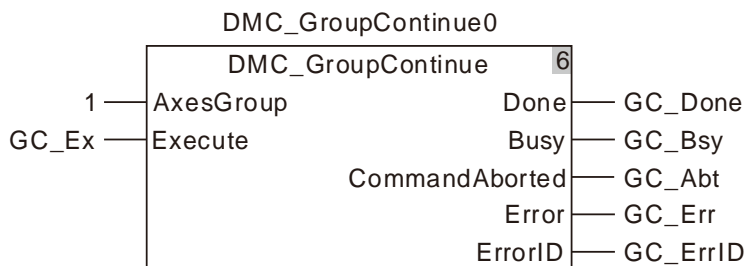 DMC_GroupContinue0
DMC_GroupContinue 6
1 AxesGroup Done GC_Done
GC_Ex Execute Busy GC_Bsy
CommandAborted GC_Abt
Error GC_Err
ErrorID GC_ErrID